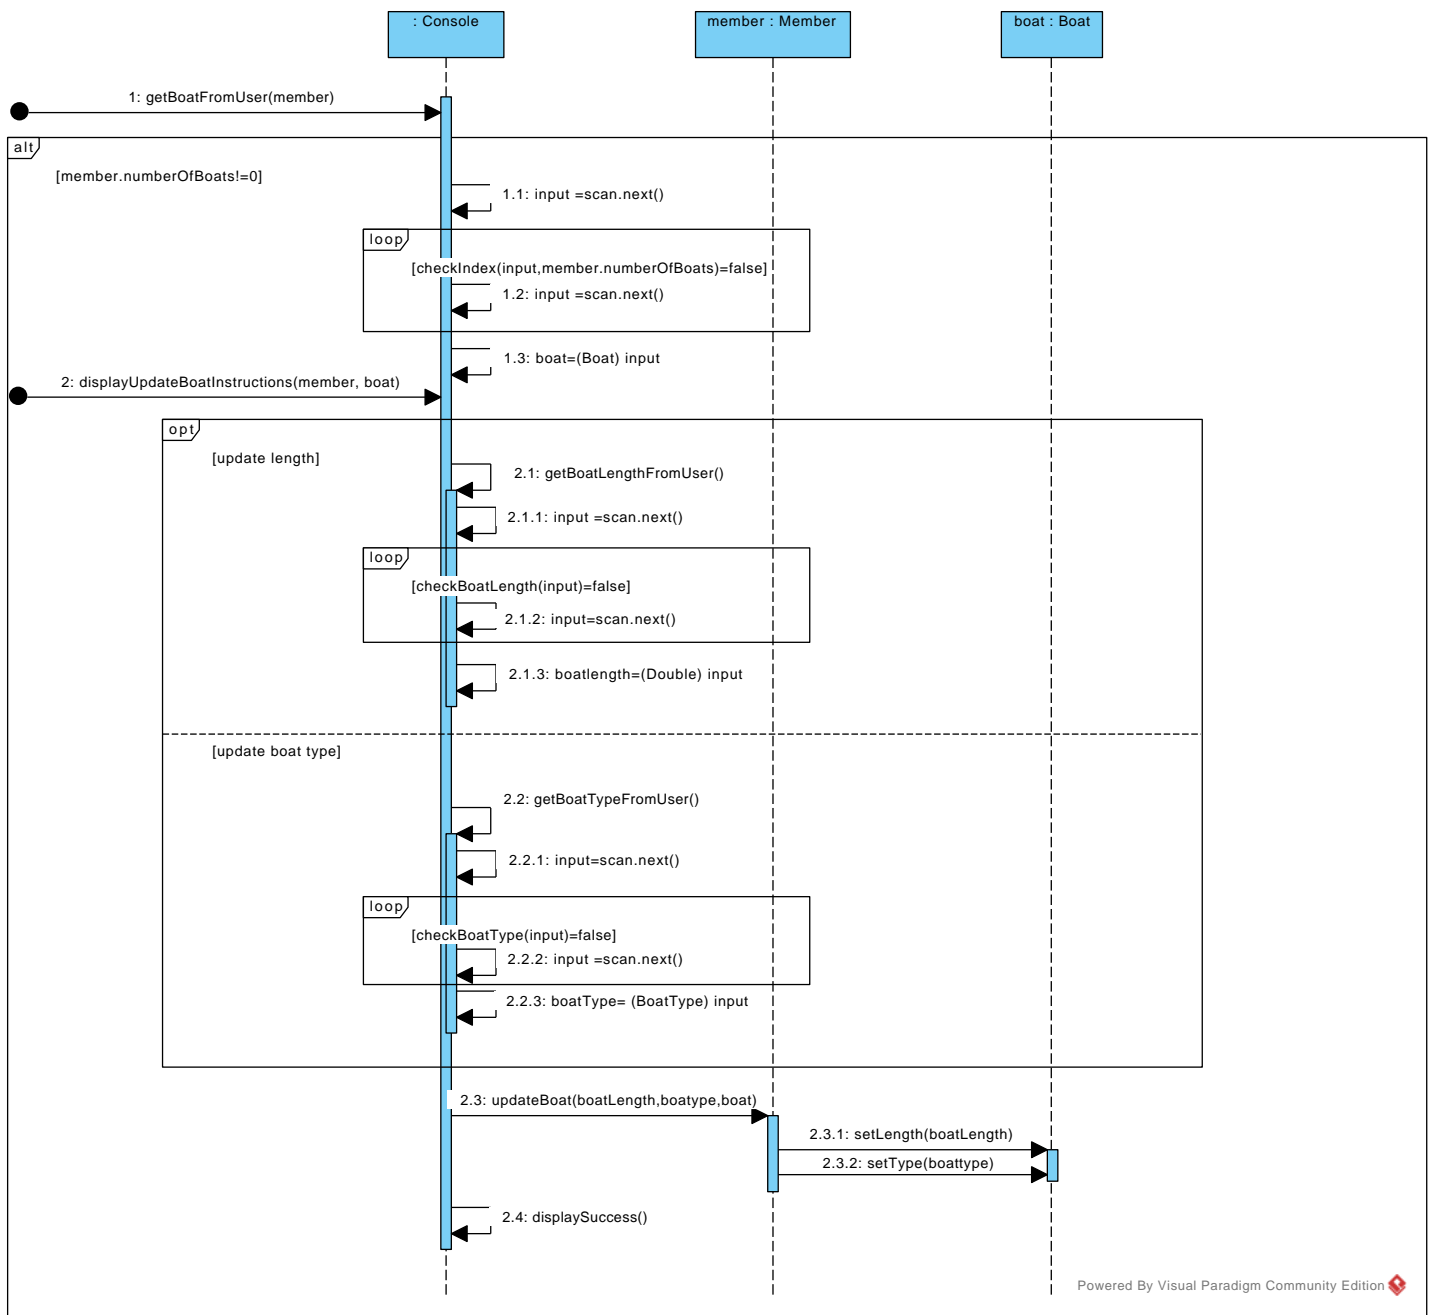 : Console
member : Member
boat : Boat
1: getBoatFromUser(member)
alt
[member.numberOfBoats!=0]
1.1: input =scan.next()
loop
[checkIndex(input,member.numberOfBoats)=false]
1.2: input =scan.next()
1.3: boat=(Boat) input
2: displayUpdateBoatInstructions(member, boat)
opt
[update length]
2.1: getBoatLengthFromUser()
2.1.1: input =scan.next()
loop
[checkBoatLength(input)=false]
2.1.2: input=scan.next()
2.1.3: boatlength=(Double) input
[update boat type]
2.2: getBoatTypeFromUser()
2.2.1: input=scan.next()
loop
[checkBoatType(input)=false]
2.2.2: input =scan.next()
2.2.3: boatType= (BoatType) input
2.3: updateBoat(boatLength,boatype,boat)
2.3.1: setLength(boatLength)
2.3.2: setType(boattype)
2.4: displaySuccess()
Powered By Visual Paradigm Community Edition